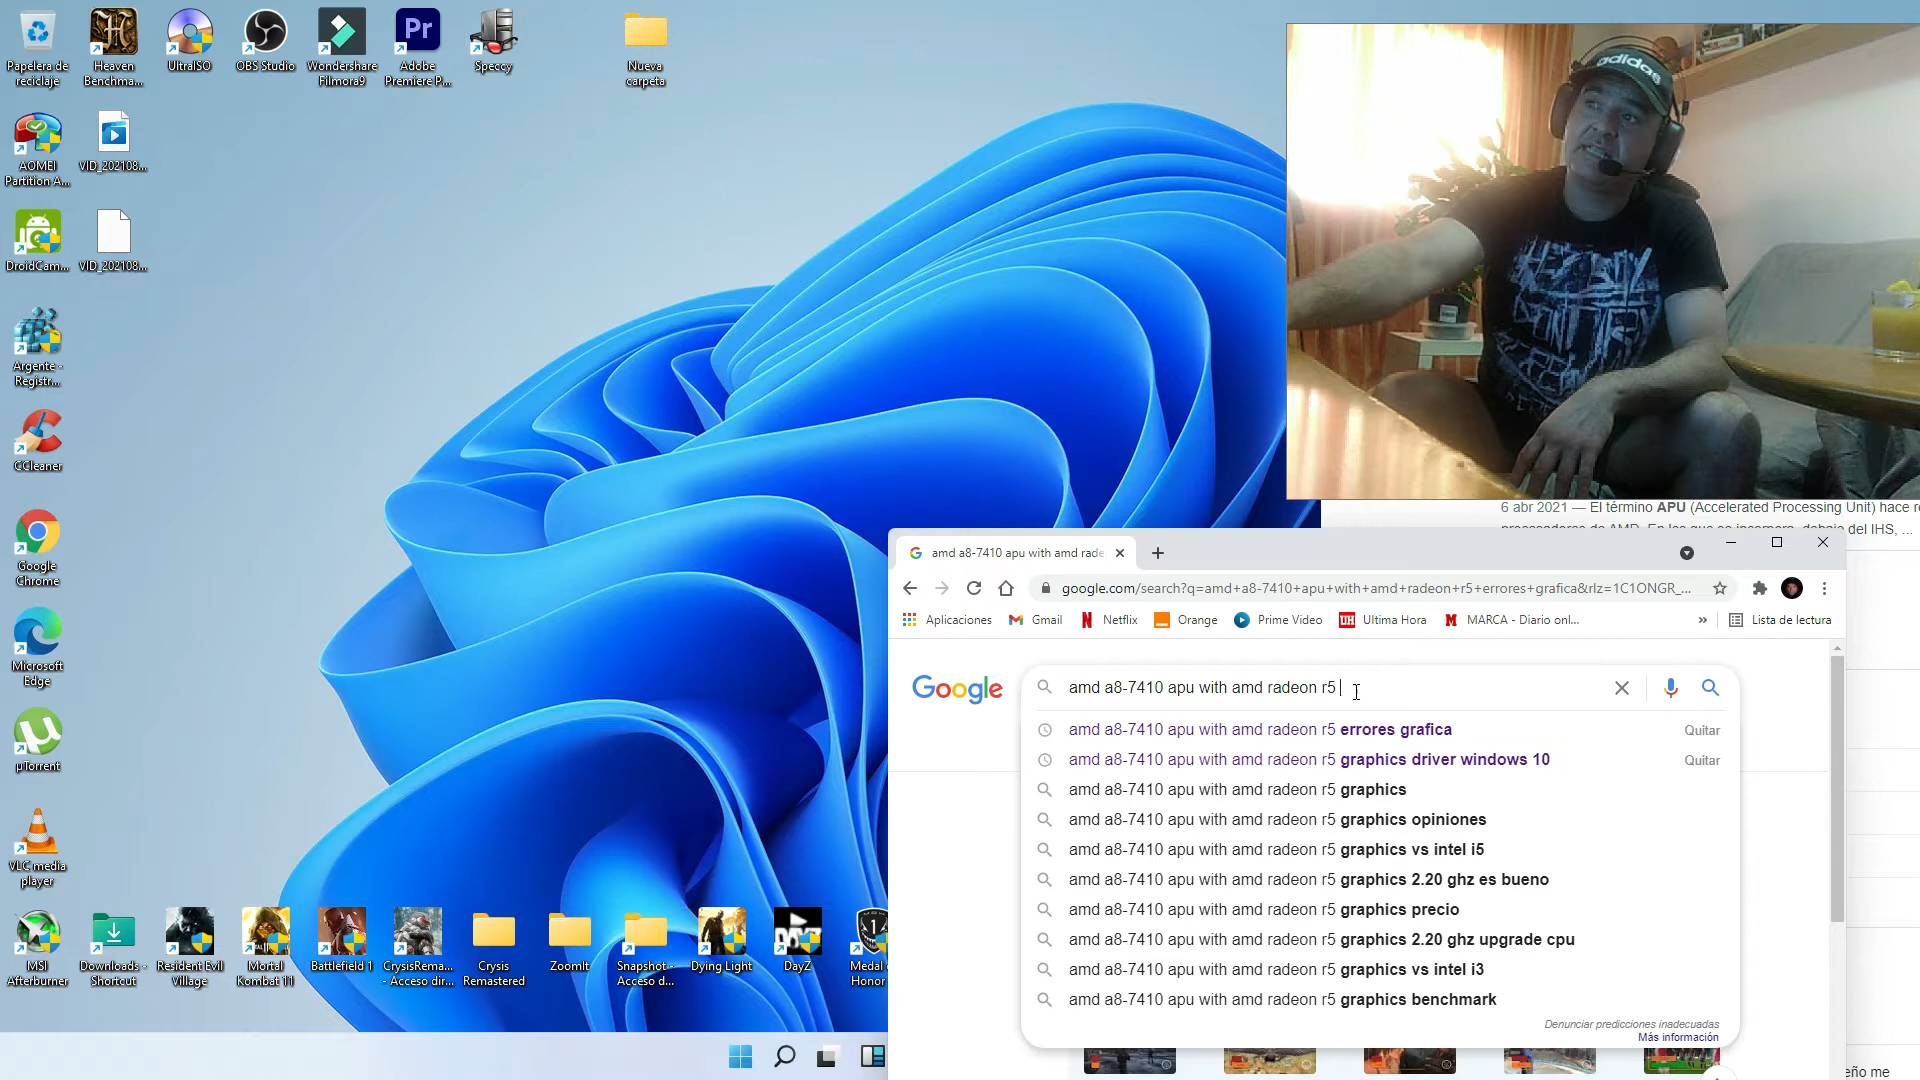 Papelera de
reciclaje
Heaven
Benchma...
UltraISO
OBS Studio
Wondershare
Filmora9
Pr
Adobe
Premiere P...
Speccy
Nueva
carpeta
AOMEI
Partition A...
VID_202108...
DroidCam...
VID_202108...
Argente -
Registr...
CCleaner
Google
Chrome
Microsoft
Edge
µTorrent
VLC media
player
MSI
Afterburner
Downloads -
Shortcut
Resident Evil
Village
Mortal
Kombat 11
Battlefield 1
CrysisRema...
- Acceso dir...
Crysis
Remastered
ZoomIt
Snapshot -
Acceso d...
Dying Light
DAYZ
DayZ
Medal
Honor
adidas
6 abr 2021 — El término APU (Accelerated Processing Unit) hace re
del IHS, ...
amd a8-7410 apu with amd rade
google.com/search?q=amd+a8-7410+apu+with+amd+radeon+r5+errores+grafica&rlz=1C1ONGR_...
Aplicaciones
Gmail
Netflix
Orange
Prime Video
UH Ultima Hora
M MARCA - Diario onl...
»
Lista de lectura
Google
amd a8-7410 apu with amd radeon r5
amd a8-7410 apu with amd radeon r5 errores grafica
Quitar
amd a8-7410 apu with amd radeon r5 graphics driver windows 10
Quitar
amd a8-7410 apu with amd radeon r5 graphics
amd a8-7410 apu with amd radeon r5 graphics opiniones
amd a8-7410 apu with amd radeon r5 graphics vs intel i5
amd a8-7410 apu with amd radeon r5 graphics 2.20 ghz es bueno
amd a8-7410 apu with amd radeon r5 graphics precio
amd a8-7410 apu with amd radeon r5 graphics 2.20 ghz upgrade cpu
amd a8-7410 apu with amd radeon r5 graphics vs intel i3
amd a8-7410 apu with amd radeon r5 graphics benchmark
Denunciar predicciones inadecuadas
Más información
eño me